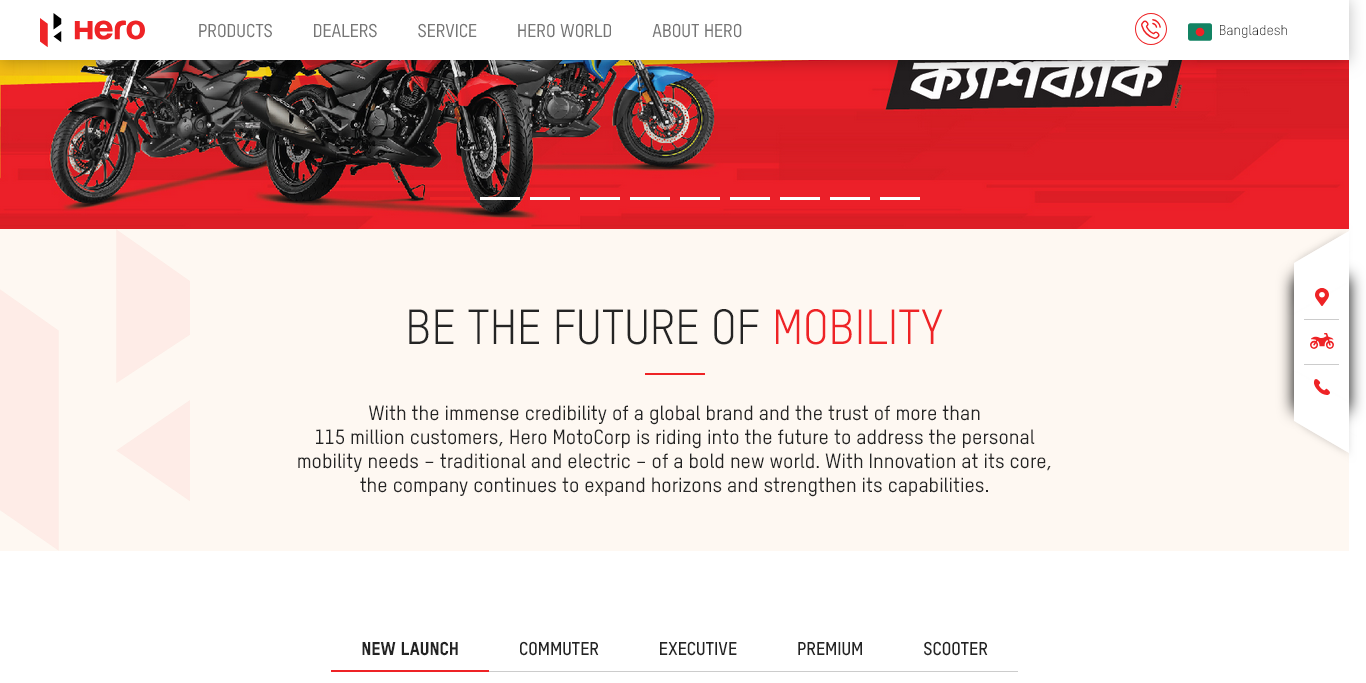 Hero
PRODUCTS
DEALERS
SERVICE
HERO WORLD
ABOUT HERO
Bangladesh
ক্যাশব্যাক
BE THE FUTURE OF MOBILITY
With the immense credibility of a global brand and the trust of more than
115 million customers, Hero MotoCorp is riding into the future to address the personal
mobility needs – traditional and electric – of a bold new world. With Innovation at its core,
the company continues to expand horizons and strengthen its capabilities.
NEW LAUNCH
COMMUTER
EXECUTIVE
PREMIUM
SCOOTER